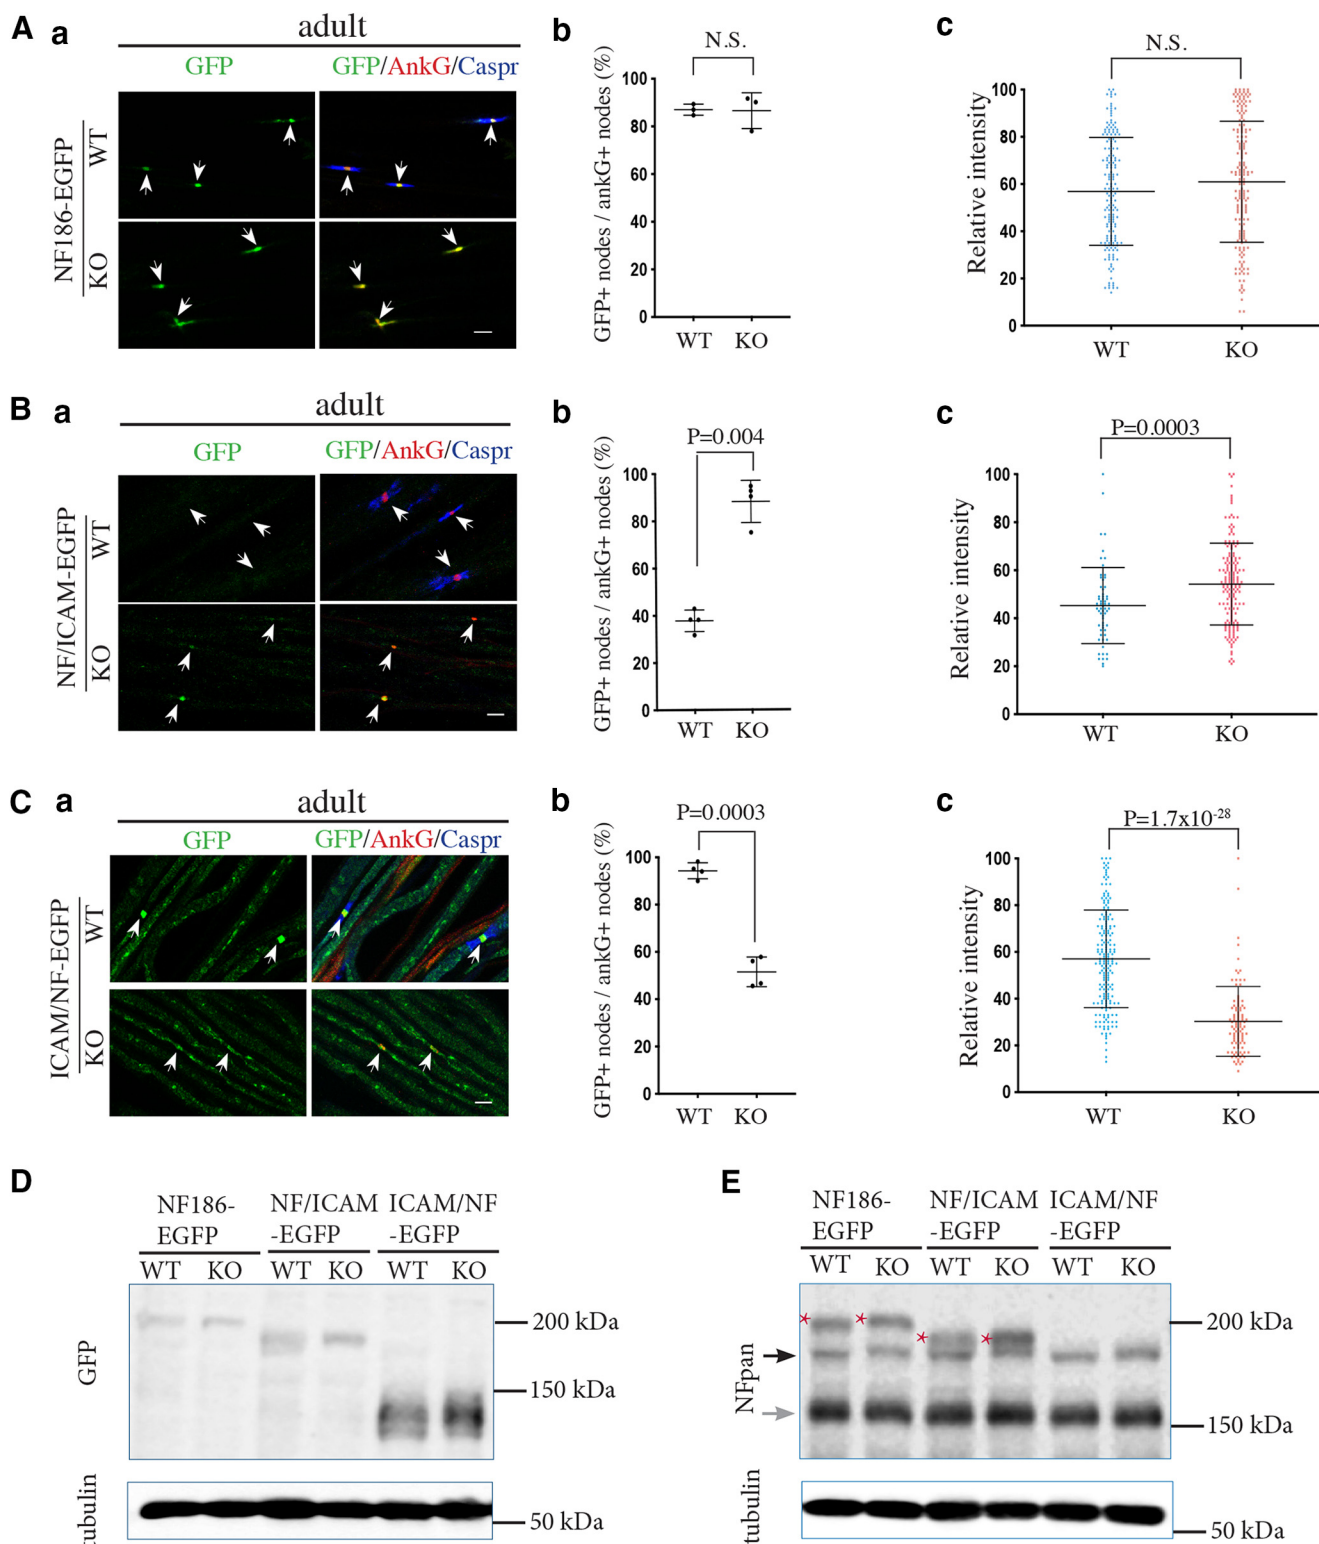 A a
adult
GFP
GFP/AnkG/Caspr
NF186-EGFP
WT
KO
b
N.S.
GFP+ nodes / ankG+ nodes (%)
100
80
60
40
20
0
WT KO
c
N.S.
Relative intensity
100
80
60
40
20
0
WT KO
B a
adult
GFP
GFP/AnkG/Caspr
NF/ICAM-EGFP
WT
KO
b
P=0.004
GFP+ nodes / ankG+ nodes (%)
100
80
60
40
20
0
WT KO
c
P=0.0003
Relative intensity
100
80
60
40
20
0
WT KO
C a
adult
GFP
GFP/AnkG/Caspr
ICAM/NF-EGFP
WT
KO
b
P=0.0003
GFP+ nodes / ankG+ nodes (%)
100
80
60
40
20
0
WT KO
c
P=1.7x10⁻²⁸
Relative intensity
100
80
60
40
20
0
WT KO
D
NF186- NF/ICAM ICAM/NF
EGFP -EGFP -EGFP
WT KO WT KO WT KO
GFP
200 kDa
150 kDa
tubulin
50 kDa
E
NF186- NF/ICAM ICAM/NF
EGFP -EGFP -EGFP
WT KO WT KO WT KO
NFpan
200 kDa
150 kDa
tubulin
50 kDa